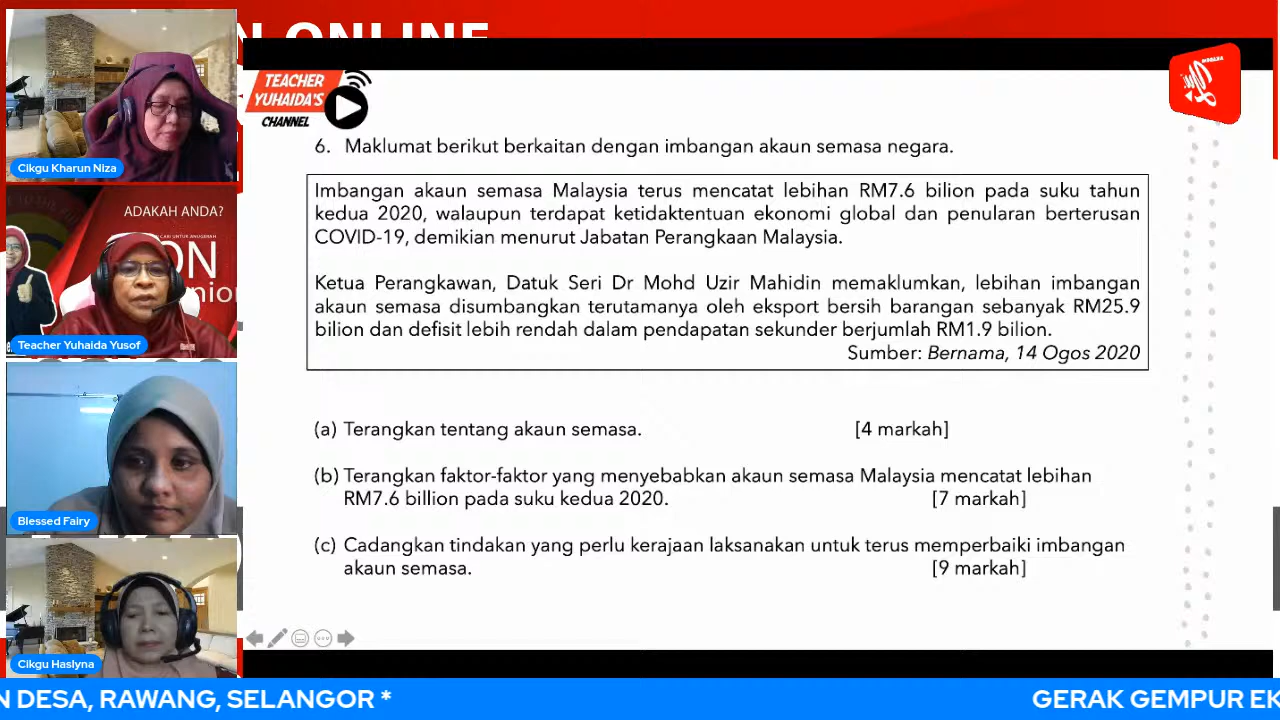 N ONLINE
TEACHER
YUHAIDA'S
CHANNEL
6. Maklumat berikut berkaitan dengan imbangan akaun semasa negara.
Imbangan akaun semasa Malaysia terus mencatat lebihan RM7.6 bilion pada suku tahun
kedua 2020, walaupun terdapat ketidaktentuan ekonomi global dan penularan berterusan
COVID-19, demikian menurut Jabatan Perangkaan Malaysia.
Ketua Perangkawan, Datuk Seri Dr Mohd Uzir Mahidin memaklumkan, lebihan imbangan
akaun semasa disumbangkan terutamanya oleh eksport bersih barangan sebanyak RM25.9
bilion dan defisit lebih rendah dalam pendapatan sekunder berjumlah RM1.9 bilion.
Sumber: Bernama, 14 Ogos 2020
(a) Terangkan tentang akaun semasa. [4 markah]
(b) Terangkan faktor-faktor yang menyebabkan akaun semasa Malaysia mencatat lebihan
RM7.6 billion pada suku kedua 2020. [7 markah]
(c) Cadangkan tindakan yang perlu kerajaan laksanakan untuk terus memperbaiki imbangan
akaun semasa. [9 markah]
Cikgu Kharun Niza
ADAKAH ANDA?
ON
nior
Teacher Yuhaida Yusof
Blessed Fairy
Cikgu Haslyna
N DESA, RAWANG, SELANGOR *
GERAK GEMPUR EK